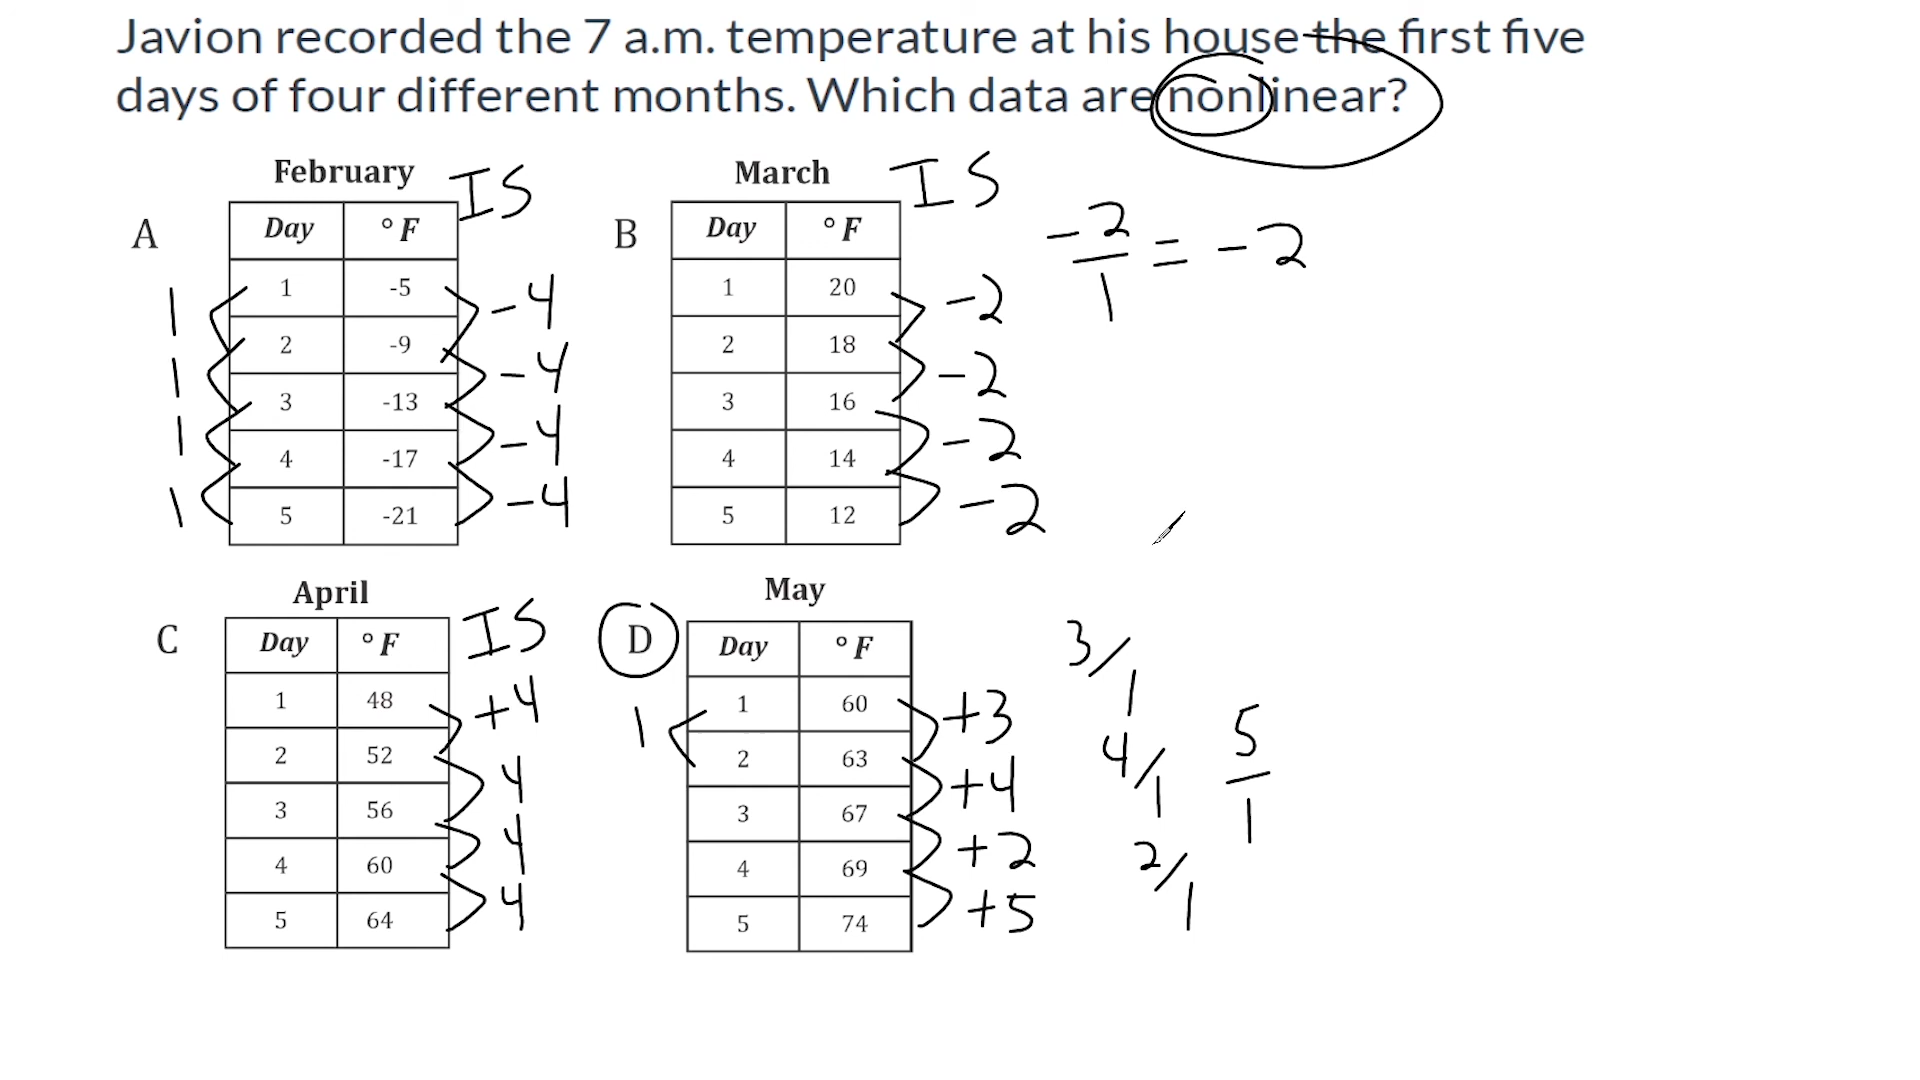 Javion recorded the 7 a.m. temperature at his house the first five
days of four different months. Which data are nonlinear?
February IS
A
Day ° F
1 1 -5 -4
1 2 -9 -4
1 3 -13 -4
1 4 -17 -4
5 -21
March IS
B
Day ° F
1 20 -2
2 18 -2
3 16 -2
4 14 -2
5 12
-2/1 = -2
April IS
C
Day ° F
1 48 +4
2 52 4
3 56 4
4 60 4
5 64
May
D
Day ° F
1 1 60 +3
2 63 +4
3 67 +2
4 69 +5
5 74
3/1
4/1
2/1
5/1